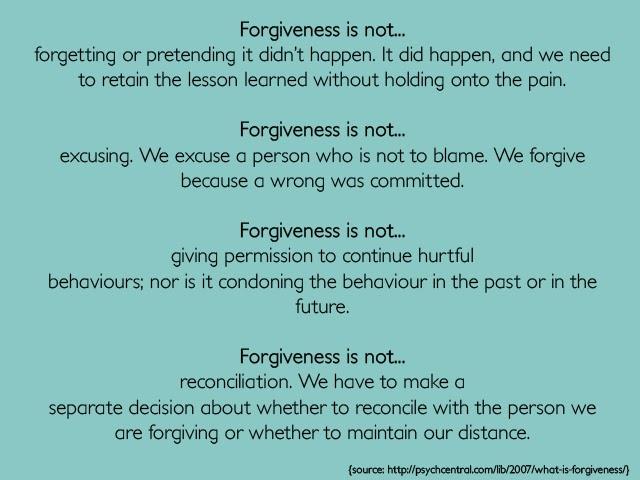 Forgiveness is not...
forgetting or pretending it didn't happen. It did happen, and we need
to retain the lesson learned without holding onto the pain.
Forgiveness is not...
excusing. We excuse a person who is not to blame. We forgive
because a wrong was committed.
Forgiveness is not...
giving permission to continue hurtful
behaviours; nor is it condoning the behaviour in the past or in the
future.
Forgiveness is not...
reconciliation. We have to make a
separate decision about whether to reconcile with the person we
are forgiving or whether to maintain our distance.
{source: http://psychcentral.com/lib/2007/what-is-forgiveness/}